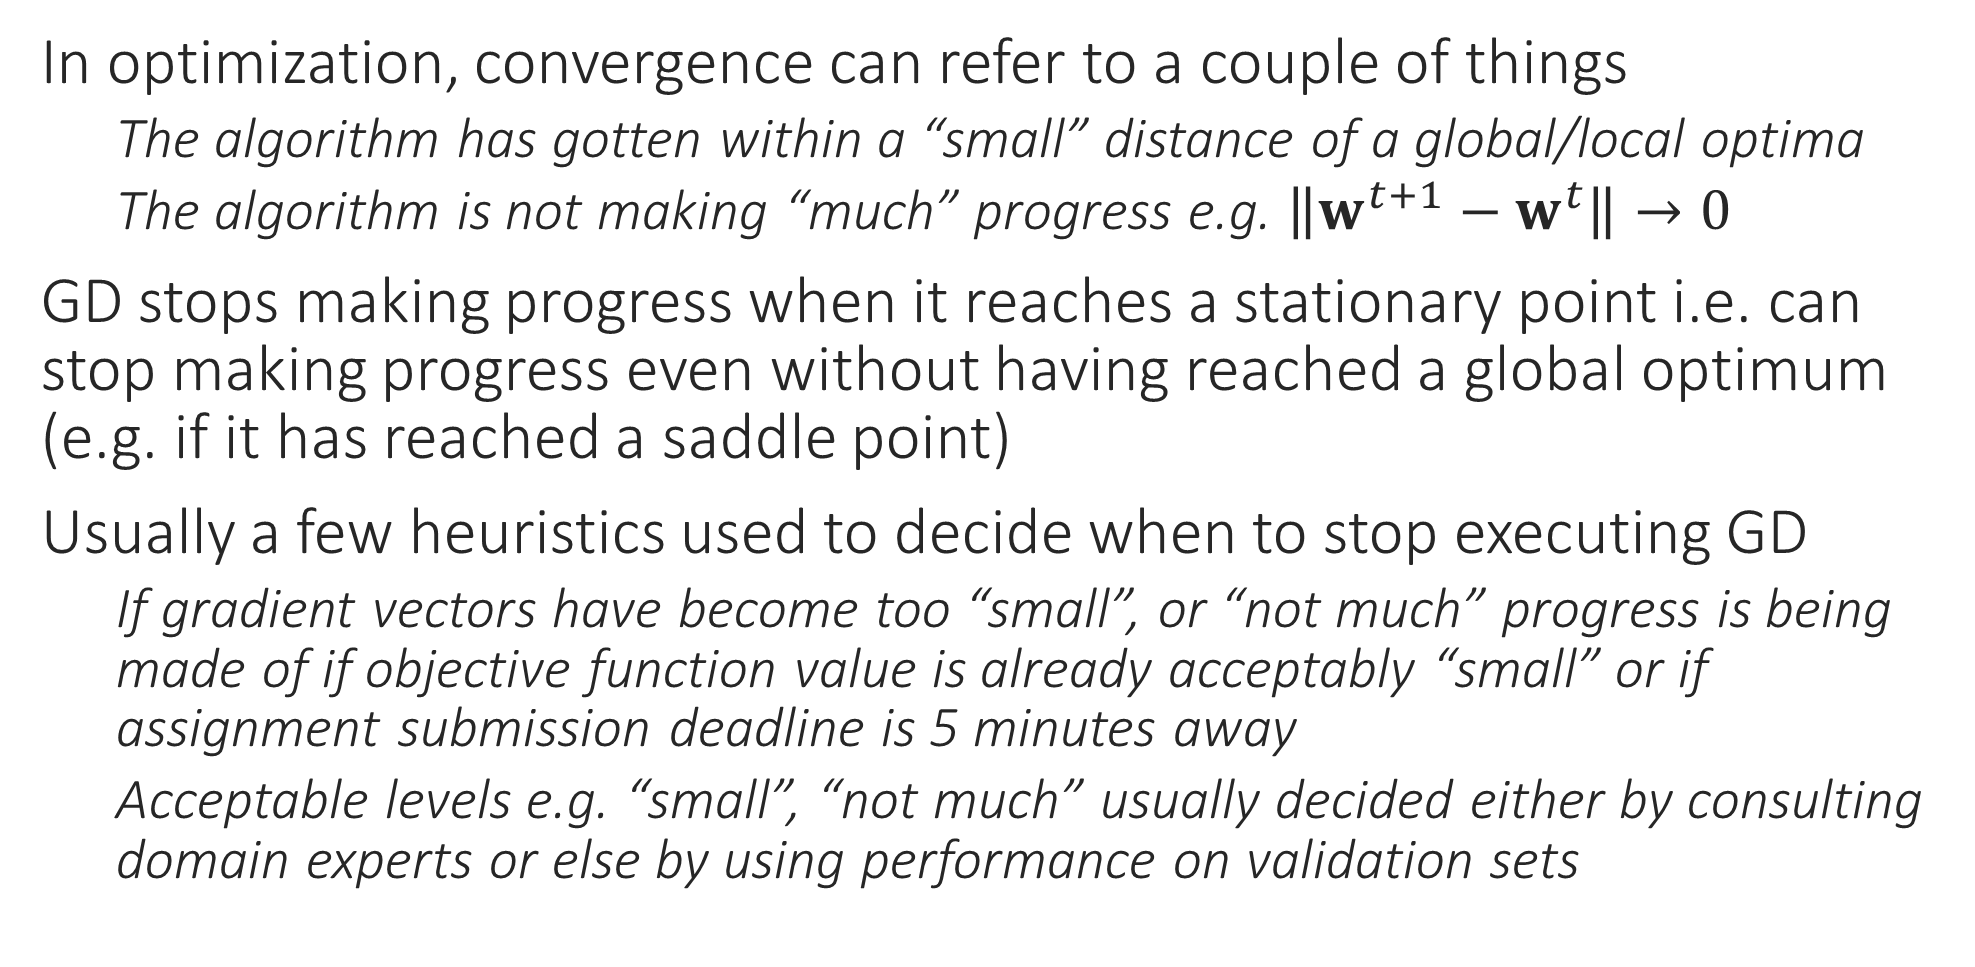 In optimization, convergence can refer to a couple of things
The algorithm has gotten within a “small” distance of a global/local optima
The algorithm is not making “much” progress e.g. ‖𝐰ᵗ⁺¹ − 𝐰ᵗ‖ → 0
GD stops making progress when it reaches a stationary point i.e. can
stop making progress even without having reached a global optimum
(e.g. if it has reached a saddle point)
Usually a few heuristics used to decide when to stop executing GD
If gradient vectors have become too “small”, or “not much” progress is being
made of if objective function value is already acceptably “small” or if
assignment submission deadline is 5 minutes away
Acceptable levels e.g. “small”, “not much” usually decided either by consulting
domain experts or else by using performance on validation sets